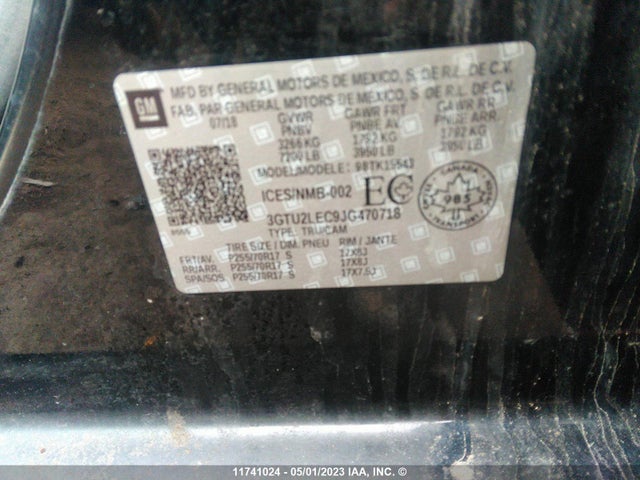 GM
MFD BY GENERAL MOTORS DE MEXICO, S. DE R.L. DE C.V.
FAB. PAR GENERAL MOTORS DE MEXICO, S. DE R.L. DE C.V.
07/18 GVWR GAWR FRT GAWR RR
PNBV PNBE AV. PNBE ARR.
3266 KG 1792 KG 1792 KG
7200 LB 3950 LB 3950 LB
MODEL/MODELE: 98TK15543
ICES/NMB-002 EC
CANADA
985
TRANSPORT
3GTU2LEC9JG470718
TYPE: TRU/CAM
TIRE SIZE / DIM. PNEU RIM / JANTE
FRT/AV. P255/70R17 S 17X8J
RR/ARR. P255/70R17 S 17X8J
SPA/SOS. P255/70R17 S 17X7.5J
11741024 - 05/01/2023 IAA, INC. ©